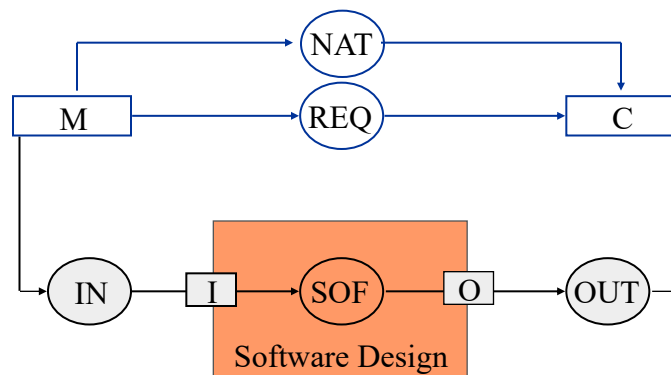 NAT
M
REQ
C
IN
I
SOF
O
OUT
Software Design